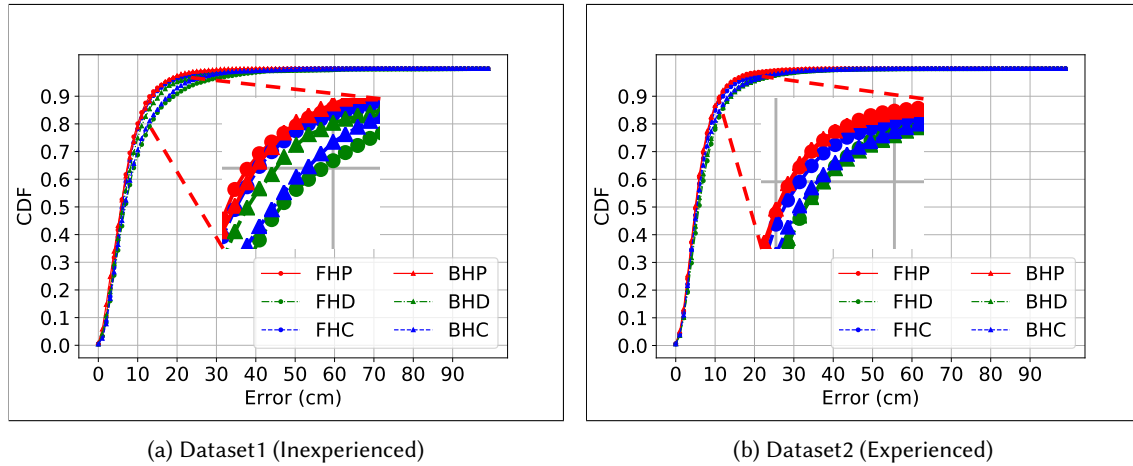 0.9
0.8
0.7
0.6
0.5
0.4
0.3
0.2
0.1
0.0
CDF
FHP BHP
FHD BHD
FHC BHC
0 10 20 30 40 50 60 70 80 90
Error (cm)
(a) Dataset1 (Inexperienced)
0.9
0.8
0.7
0.6
0.5
0.4
0.3
0.2
0.1
0.0
CDF
FHP BHP
FHD BHD
FHC BHC
0 10 20 30 40 50 60 70 80 90
Error (cm)
(b) Dataset2 (Experienced)